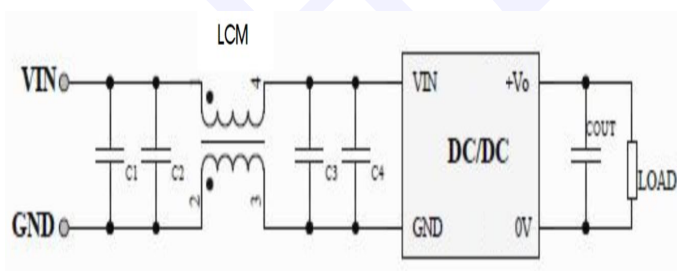 LCM
VIN
1
4
VIN
+Vo
C1
C2
C3
C4
DC/DC
COUT
LOAD
2
3
GND
GND
0V